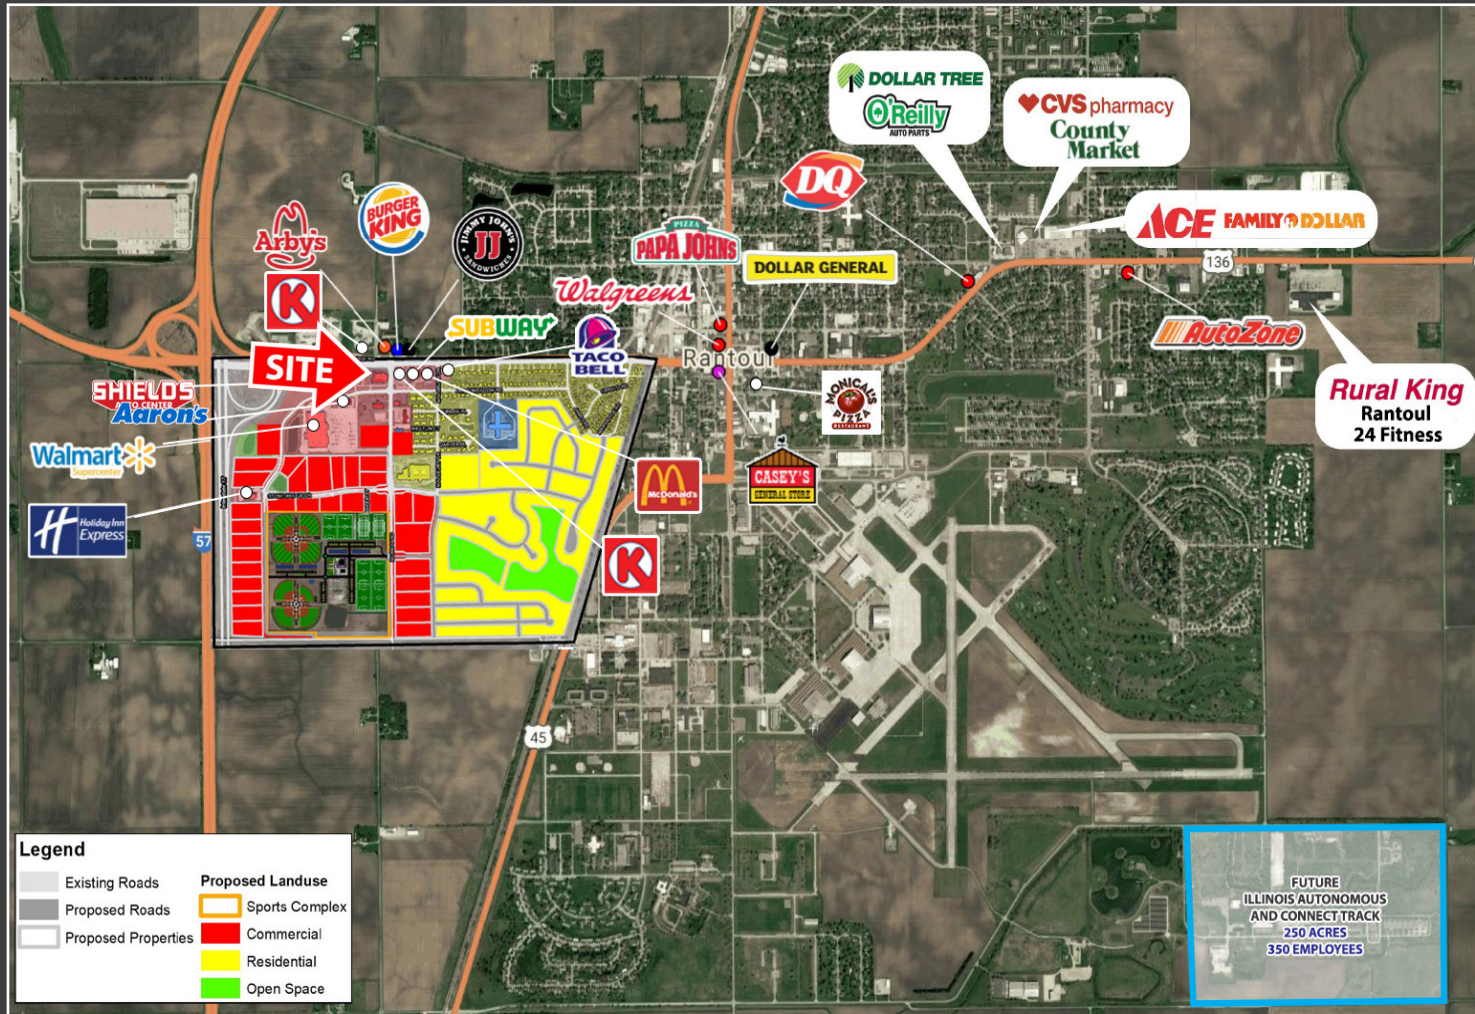 DOLLAR TREE
O'Reilly
AUTO PARTS
CVS pharmacy
County
Market
DQ
ACE FAMILY DOLLAR
136
BURGER
KING
Arby's
JIMMY JOHN'S
JJ
SANDWICHES
PIZZA
PAPA JOHNS
DOLLAR GENERAL
K
Walgreens
SUBWAY
TACO
BELL
AutoZone
Rantoul
SITE
SHIELDS
AUTO CENTER
Aaron's
MONICAL'S
PIZZA
RESTAURANT
Rural King
Rantoul
24 Fitness
Walmart
Supercenter
McDonald's
CASEY'S
GENERAL STORE
H
Holiday Inn
Express
57
K
45
Legend
Existing Roads
Proposed Roads
Proposed Properties
Proposed Landuse
Sports Complex
Commercial
Residential
Open Space
FUTURE
ILLINOIS AUTONOMOUS
AND CONNECT TRACK
250 ACRES
350 EMPLOYEES